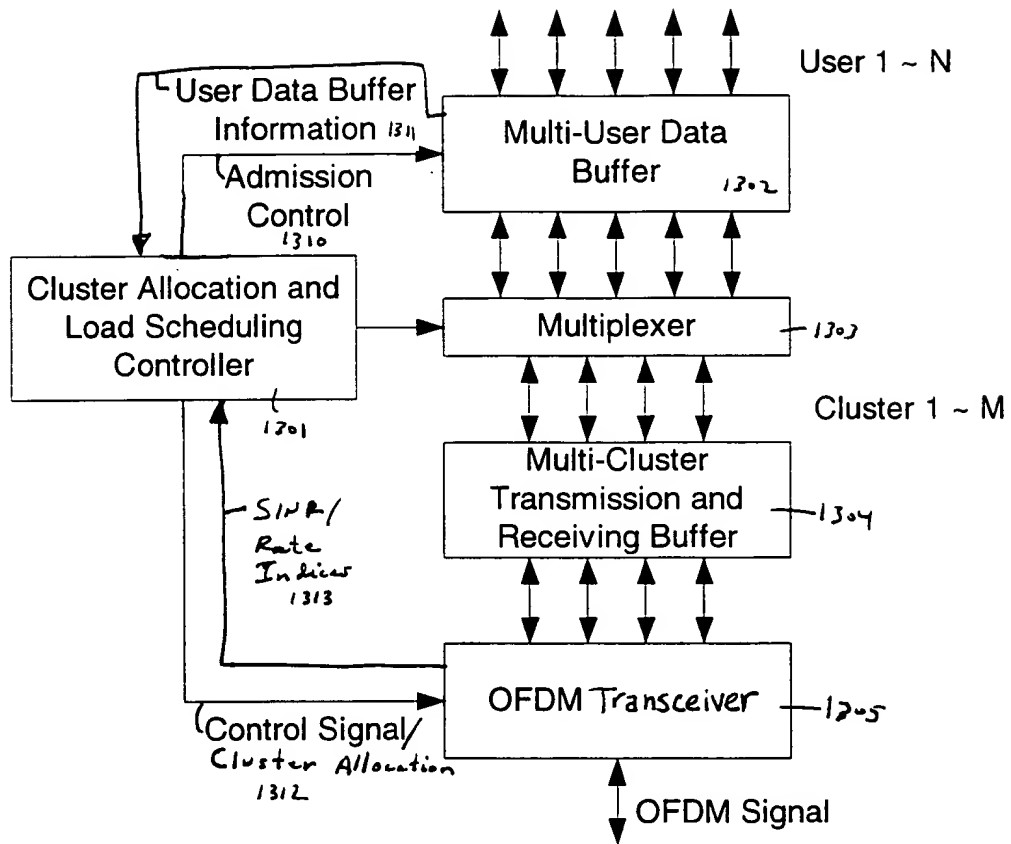 User 1 ~ N
User Data Buffer
Information 1311
Multi-User Data
Buffer
1302
Admission
Control
1310
Cluster Allocation and
Load Scheduling
Controller
1301
Multiplexer
1303
Cluster 1 ~ M
Multi-Cluster
Transmission and
Receiving Buffer
1304
SINR/
Rate
Indices
1313
OFDM Transceiver
1305
Control Signal/
Cluster Allocation
1312
OFDM Signal